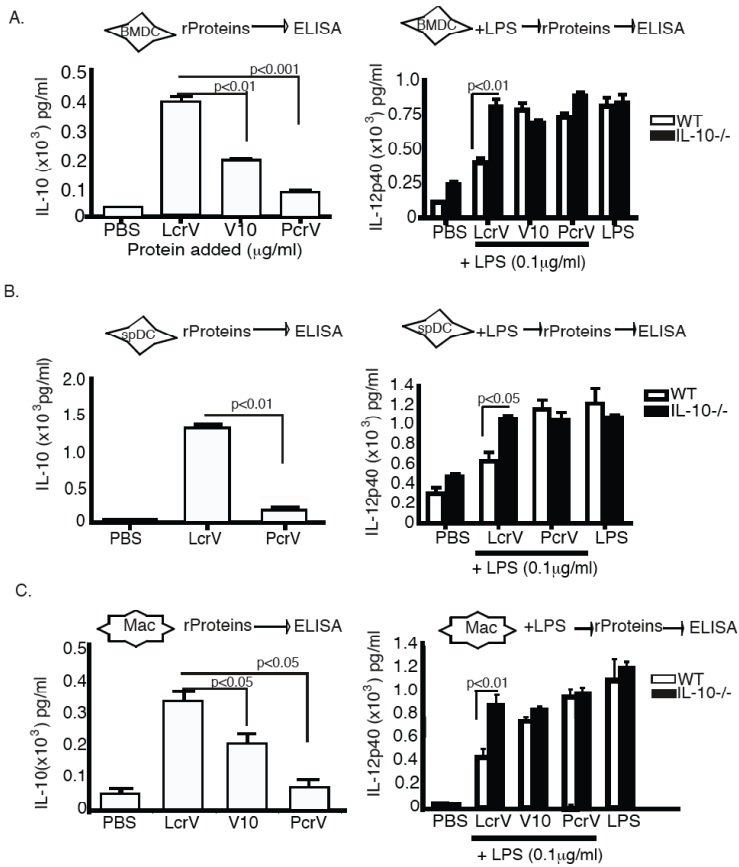 A.
BMDC rProteins ELISA
IL-10 (x10³) pg/ml
0.5
0.4
0.3
0.2
0.1
0
p<0.001
p<0.01
PBS LcrV V10 PcrV
Protein added (μg/ml)
BMDC +LPS rProteins ELISA
IL-12p40 (x10³) pg/ml
1.0
0.75
0.50
0.25
0
p<0.01
WT
IL-10-/-
PBS LcrV V10 PcrV LPS
+ LPS (0.1μg/ml)
B.
spDC rProteins ELISA
IL-10 (x10³pg/ml)
2.0
1.5
1.0
0.5
0
p<0.01
PBS LcrV PcrV
spDC +LPS rProteins ELISA
IL-12p40 (x10³) pg/ml
1.4
1.2
1.0
0.8
0.6
0.4
0.2
0
p<0.05
WT
IL-10-/-
PBS LcrV PcrV LPS
+ LPS (0.1μg/ml)
C.
Mac rProteins ELISA
IL-10(x10³) pg/ml
0.5
0.4
0.3
0.2
0.1
0
p<0.05
p<0.05
PBS LcrV V10 PcrV
Mac +LPS rProteins ELISA
IL-12p40 (x10³) pg/ml
1.4
1.2
1.0
0.8
0.6
0.4
0.2
0
p<0.01
WT
IL-10-/-
PBS LcrV V10 PcrV LPS
+ LPS (0.1μg/ml)